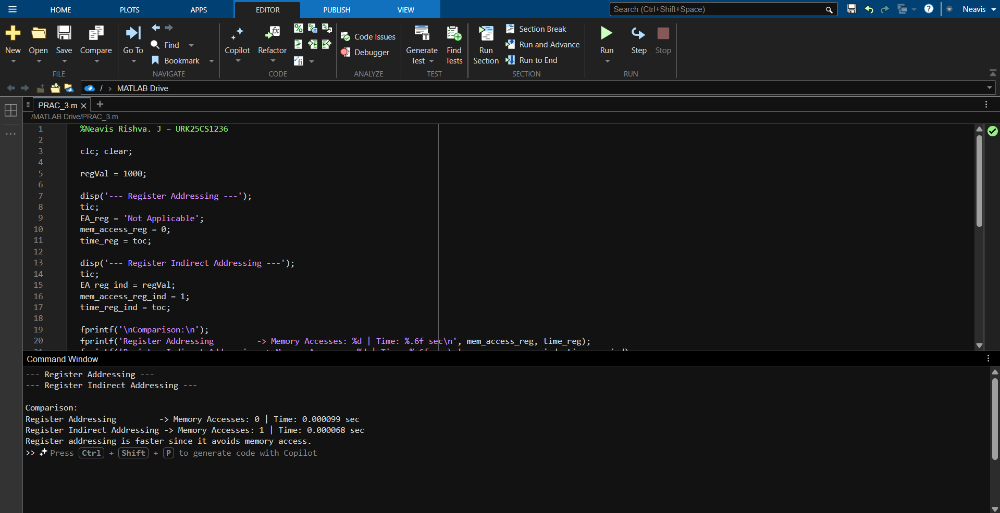 HOME PLOTS APPS EDITOR PUBLISH VIEW Search (Ctrl+Shift+Space) Neavis
New Open Save Compare Go To Find Bookmark Copilot Refactor Code Issues Debugger Generate Test Find Tests Run Section Section Break Run and Advance Run to End Run Step Stop
FILE NAVIGATE CODE ANALYZE TEST SECTION RUN
/ › MATLAB Drive
PRAC_3.m
/MATLAB Drive/PRAC_3.m
1 %Neavis Rishva. J – URK25CS1236
2
3 clc; clear;
4
5 regVal = 1000;
6
7 disp('--- Register Addressing ---');
8 tic;
9 EA_reg = 'Not Applicable';
10 mem_access_reg = 0;
11 time_reg = toc;
12
13 disp('--- Register Indirect Addressing ---');
14 tic;
15 EA_reg_ind = regVal;
16 mem_access_reg_ind = 1;
17 time_reg_ind = toc;
18
19 fprintf('\nComparison:\n');
20 fprintf('Register Addressing         -> Memory Accesses: %d | Time: %.6f sec\n', mem_access_reg, time_reg);
Command Window
--- Register Addressing ---
--- Register Indirect Addressing ---
Comparison:
Register Addressing         -> Memory Accesses: 0 | Time: 0.000099 sec
Register Indirect Addressing -> Memory Accesses: 1 | Time: 0.000068 sec
Register addressing is faster since it avoids memory access.
>> Press Ctrl + Shift + P to generate code with Copilot